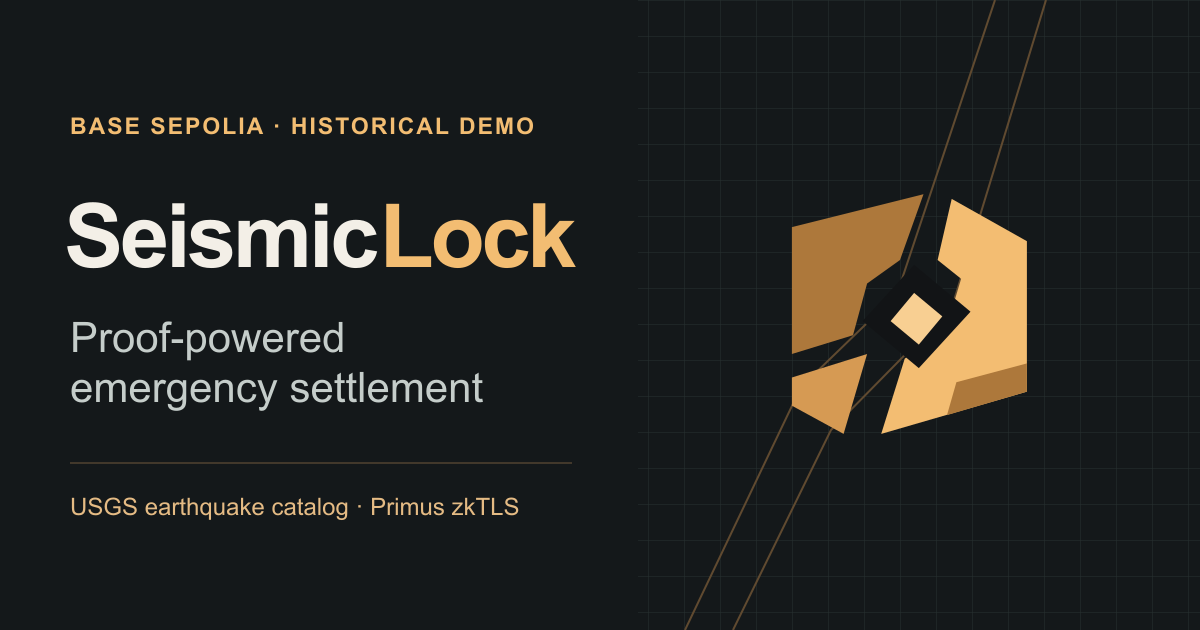 BASE SEPOLIA · HISTORICAL DEMO
SeismicLock
Proof-powered
emergency settlement
USGS earthquake catalog · Primus zkTLS